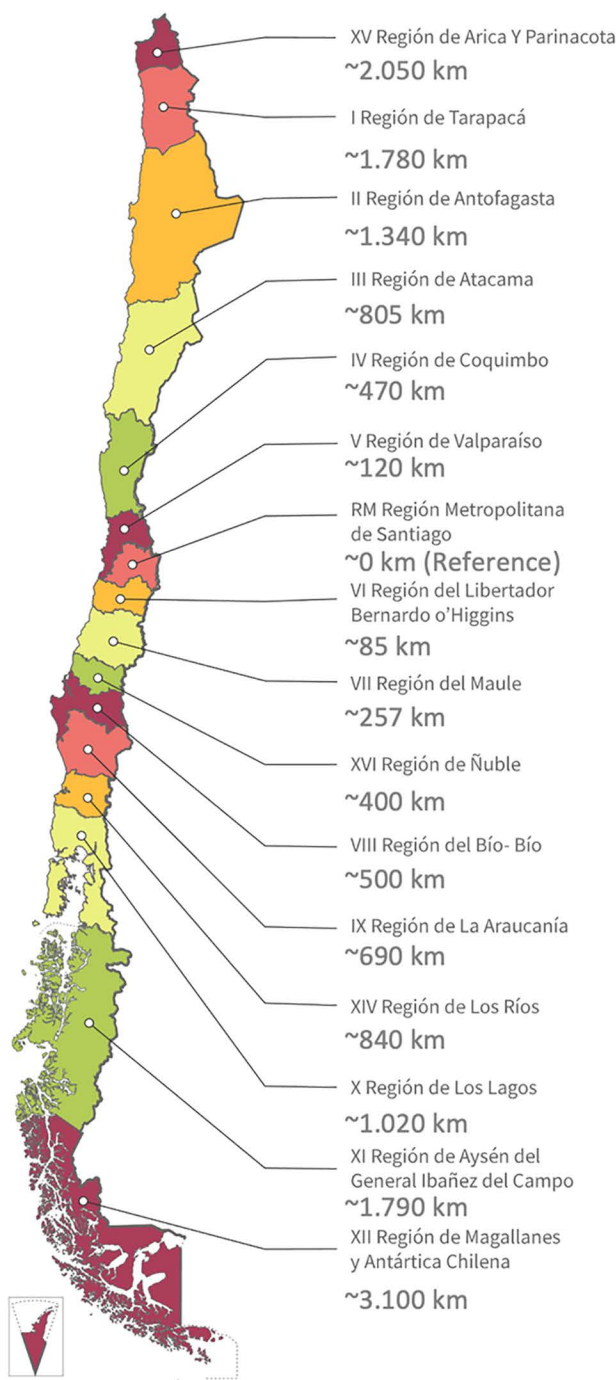 XV Región de Arica Y Parinacota
~2.050 km
I Región de Tarapacá
~1.780 km
II Región de Antofagasta
~1.340 km
III Región de Atacama
~805 km
IV Región de Coquimbo
~470 km
V Región de Valparaíso
~120 km
RM Región Metropolitana
de Santiago
~0 km (Reference)
VI Región del Libertador
Bernardo o’Higgins
~85 km
VII Región del Maule
~257 km
XVI Región de Ñuble
~400 km
VIII Región del Bío- Bío
~500 km
IX Región de La Araucanía
~690 km
XIV Región de Los Ríos
~840 km
X Región de Los Lagos
~1.020 km
XI Región de Aysén del
General Ibañez del Campo
~1.790 km
XII Región de Magallanes
y Antártica Chilena
~3.100 km